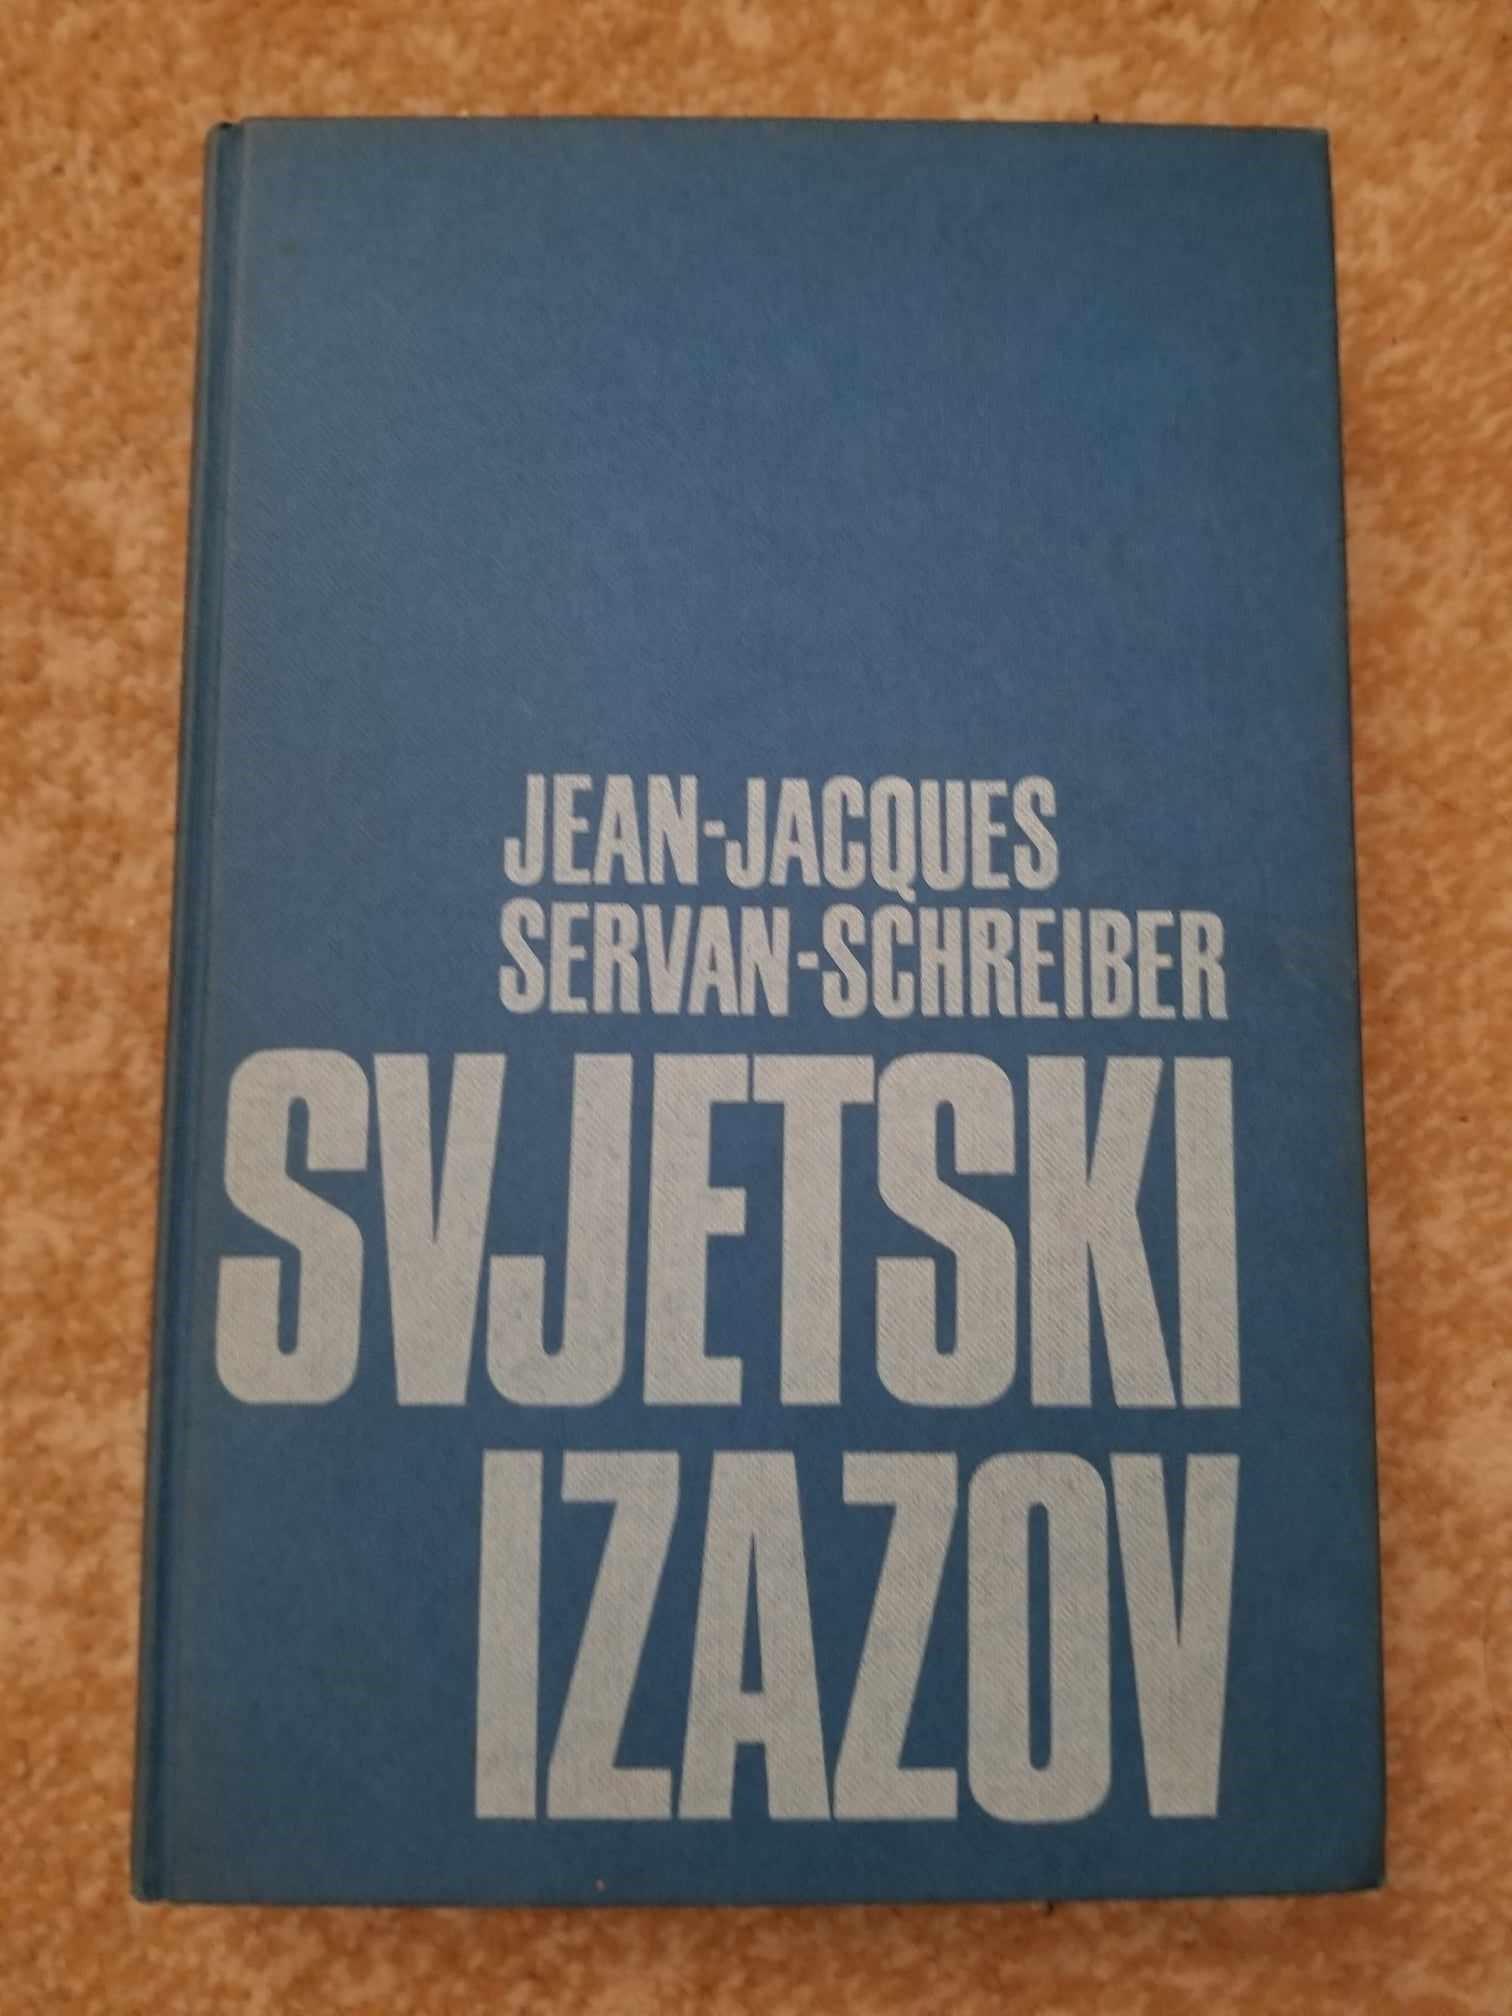 JEAN-JACQUES
SERVAN-SCHREIBER
SVJETSKI
IZAZOV